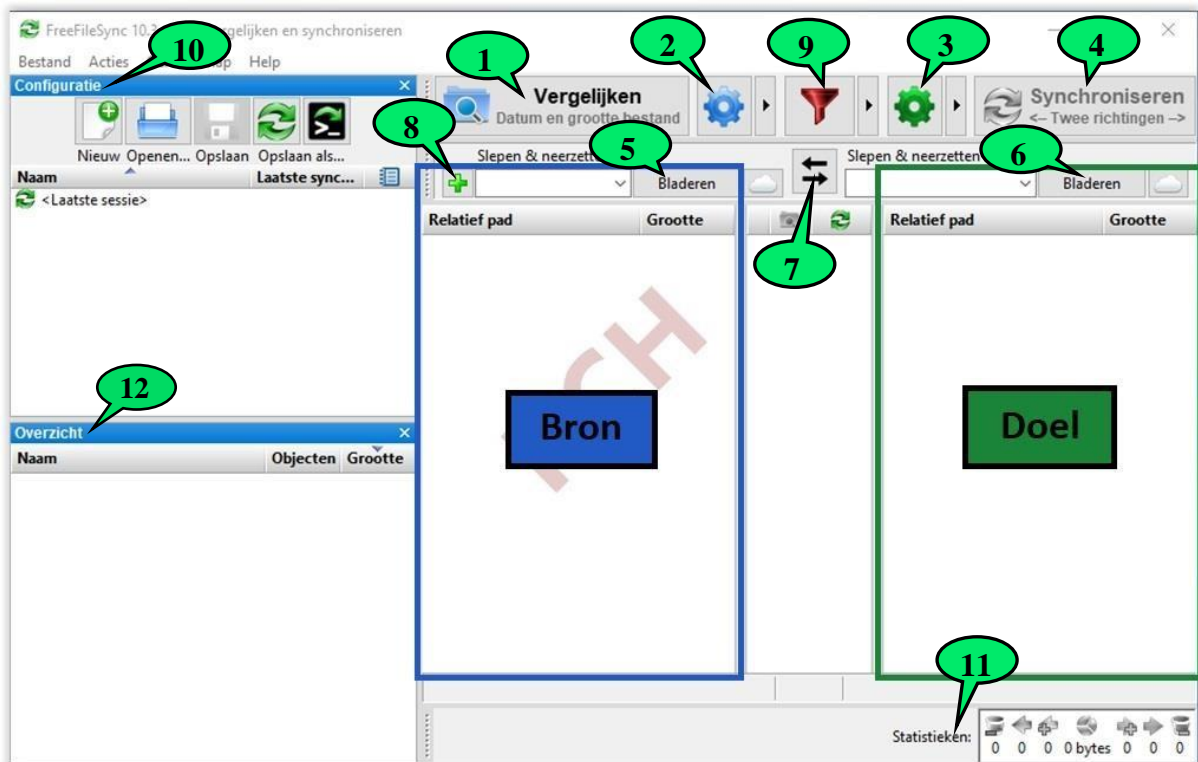 FreeFileSync 10.3 gelijken en synchroniseren
Bestand Acties Help
10
1
2
9
3
4
Configuratie
Nieuw Openen... Opslaan Opslaan als...
Naam Laatste sync...
<Laatste sessie>
Vergelijken
Datum en grootte bestand
Synchroniseren
<-- Twee richtingen -->
8
5
6
7
Slepen & neerzetten
Bladeren
Slepen & neerzetten
Bladeren
Relatief pad Grootte
Relatief pad Grootte
Bron
Doel
12
Overzicht
Naam Objecten Grootte
11
Statistieken:
0 0 0 0 bytes 0 0 0